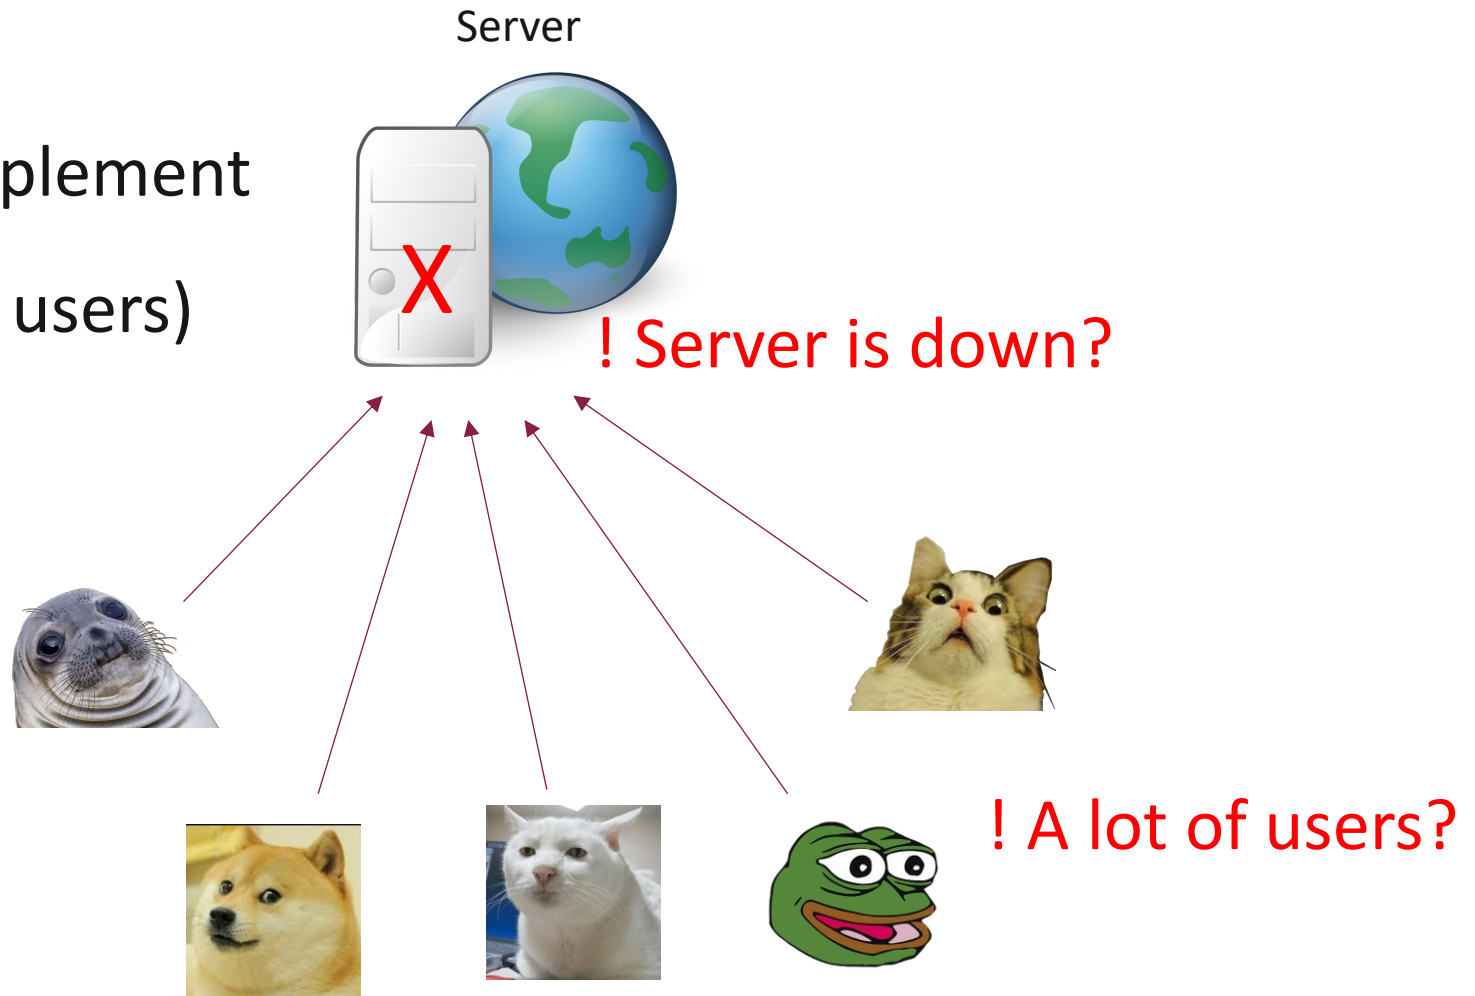 Server
plement
users)
X
! Server is down?
! A lot of users?